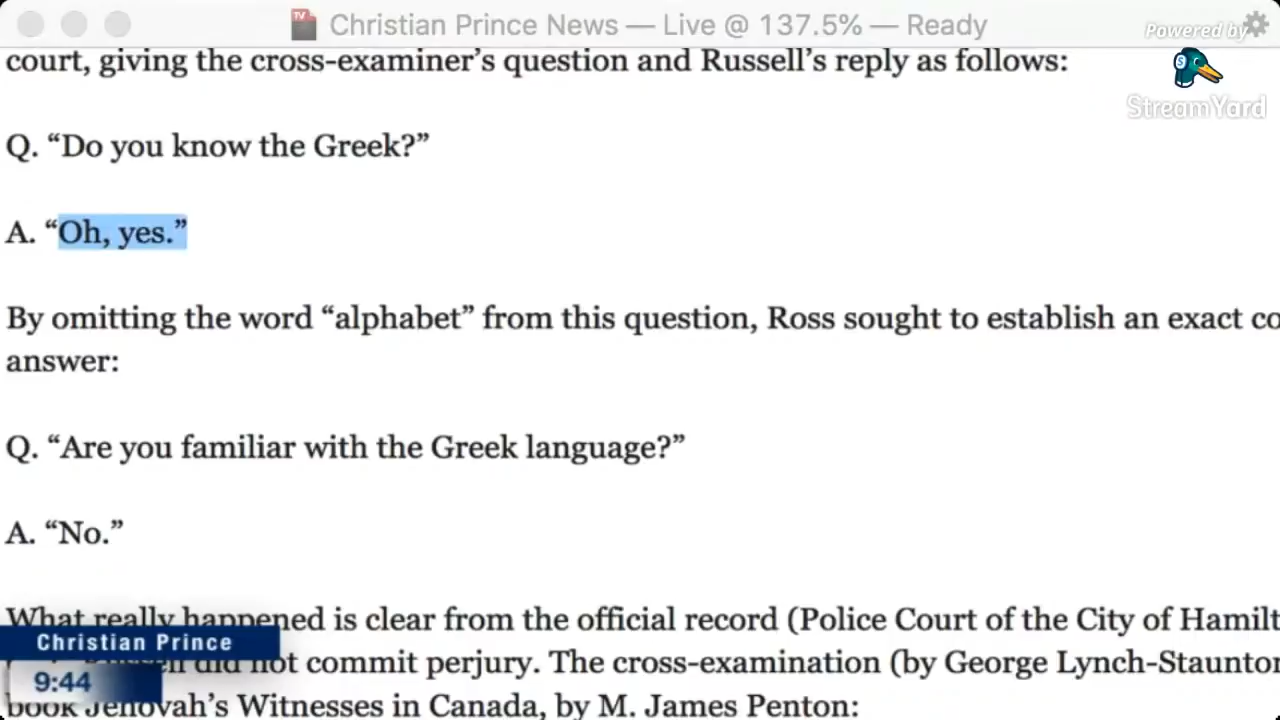 Christian Prince News — Live @ 137.5% — Ready
Powered by
StreamYard
court, giving the cross-examiner's question and Russell's reply as follows:
Q. “Do you know the Greek?”
A. “Oh, yes.”
By omitting the word “alphabet” from this question, Ross sought to establish an exact co
answer:
Q. “Are you familiar with the Greek language?”
A. “No.”
What really happened is clear from the official record (Police Court of the City of Hamilt
did not commit perjury. The cross-examination (by George Lynch-Staunton
book Jehovah's Witnesses in Canada, by M. James Penton:
Christian Prince
9:44